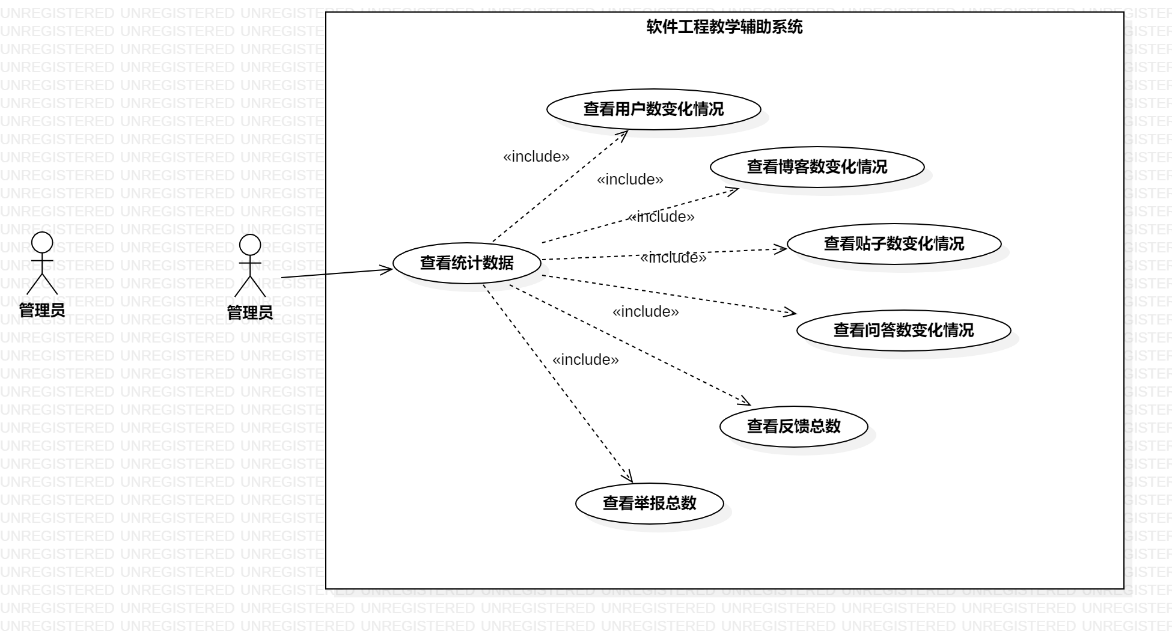 软件工程教学辅助系统
查看用户数变化情况
«include»
查看博客数变化情况
«include»
«include»
查看贴子数变化情况
«include»
查看统计数据
管理员
管理员
«include»
查看问答数变化情况
«include»
查看反馈总数
查看举报总数
UNREGISTERED